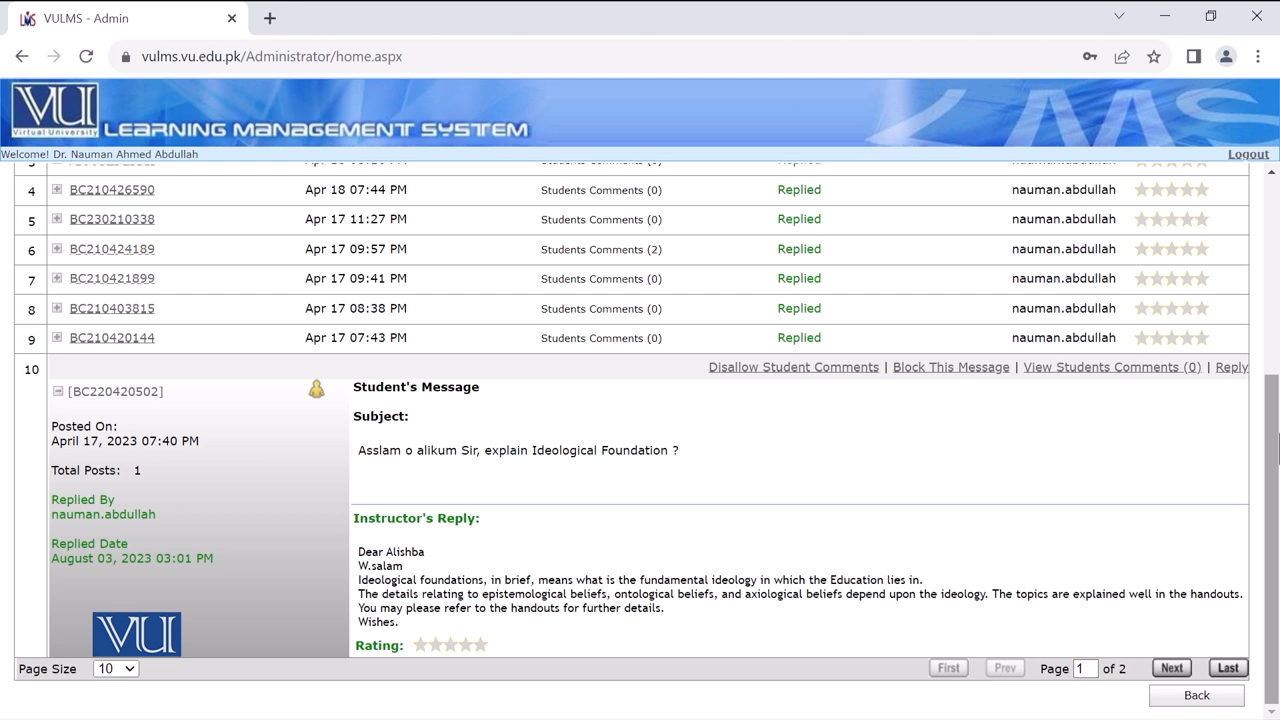 VULMS - Admin
vulms.vu.edu.pk/Administrator/home.aspx
VU
Virtual University
LEARNING MANAGEMENT SYSTEM
LMS
Welcome! Dr. Nauman Ahmed Abdullah
Logout
4 BC210426590 Apr 18 07:44 PM Students Comments (0) Replied nauman.abdullah
5 BC230210338 Apr 17 11:27 PM Students Comments (0) Replied nauman.abdullah
6 BC210424189 Apr 17 09:57 PM Students Comments (2) Replied nauman.abdullah
7 BC210421899 Apr 17 09:41 PM Students Comments (0) Replied nauman.abdullah
8 BC210403815 Apr 17 08:38 PM Students Comments (0) Replied nauman.abdullah
9 BC210420144 Apr 17 07:43 PM Students Comments (0) Replied nauman.abdullah
10 Disallow Student Comments | Block This Message | View Students Comments (0) | Reply
[BC220420502]
Posted On:
April 17, 2023 07:40 PM
Total Posts: 1
Replied By
nauman.abdullah
Replied Date
August 03, 2023 03:01 PM
VU
Student's Message
Subject:
Asslam o alikum Sir, explain Ideological Foundation ?
Instructor's Reply:
Dear Alishba
W.salam
Ideological foundations, in brief, means what is the fundamental ideology in which the Education lies in.
The details relating to epistemological beliefs, ontological beliefs, and axiological beliefs depend upon the ideology. The topics are explained well in the handouts.
You may please refer to the handouts for further details.
Wishes.
Rating:
Page Size 10 First Prev Page 1 of 2 Next Last
Back